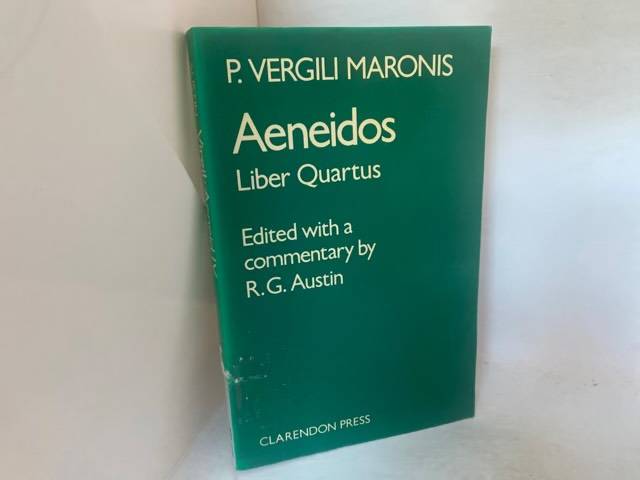 P. VERGILI MARONIS
Aeneidos
Liber Quartus
Edited with a
commentary by
R.G. Austin
CLARENDON PRESS